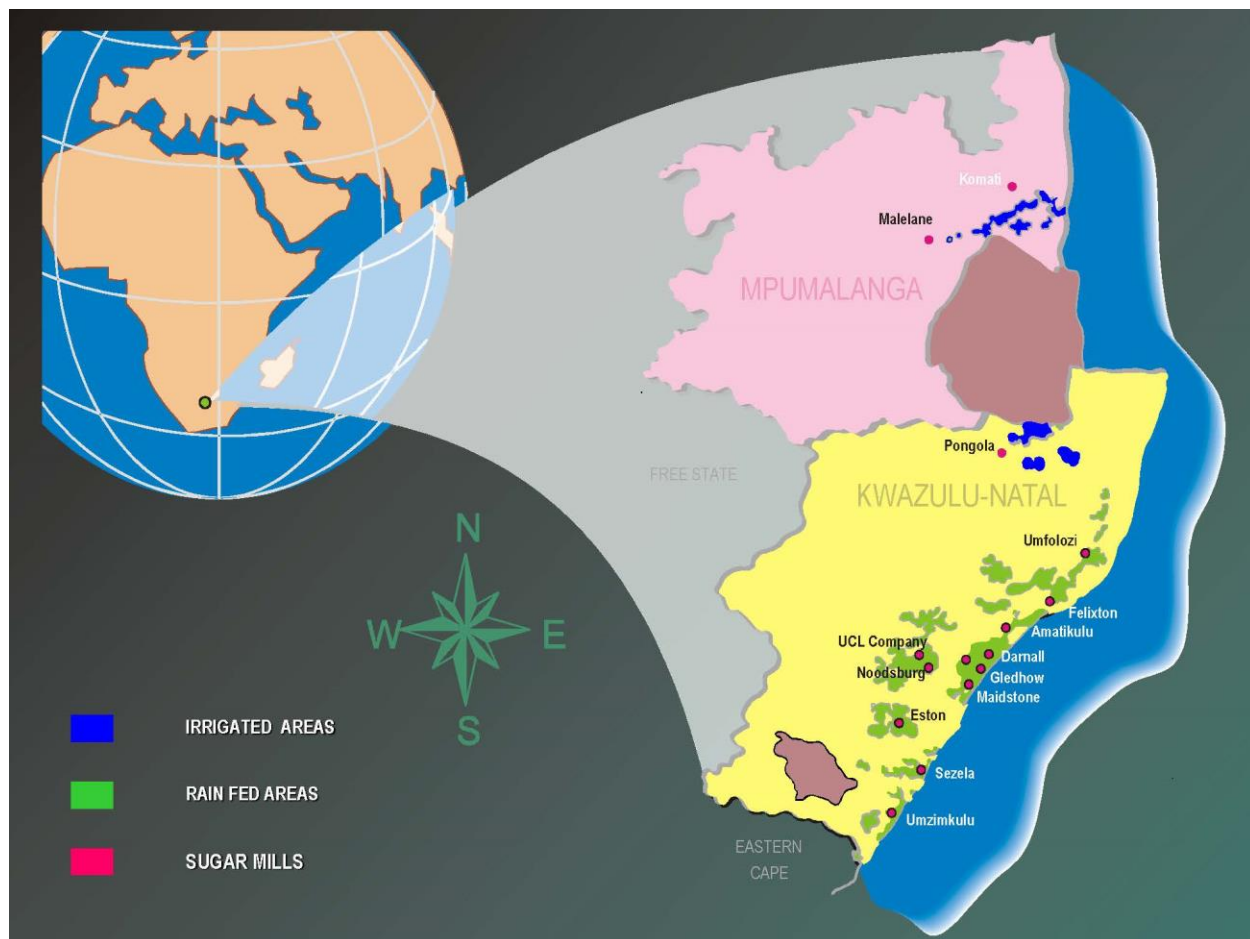 Komati
Malelane
MPUMALANGA
Pongola
FREE STATE
KWAZULU-NATAL
Umfolozi
Felixton
Amatikulu
UCL Company
Darnall
Noodsburg
Gledhow
Maidstone
Eston
Sezela
Umzimkulu
EASTERN
CAPE
N
W
E
S
IRRIGATED AREAS
RAIN FED AREAS
SUGAR MILLS